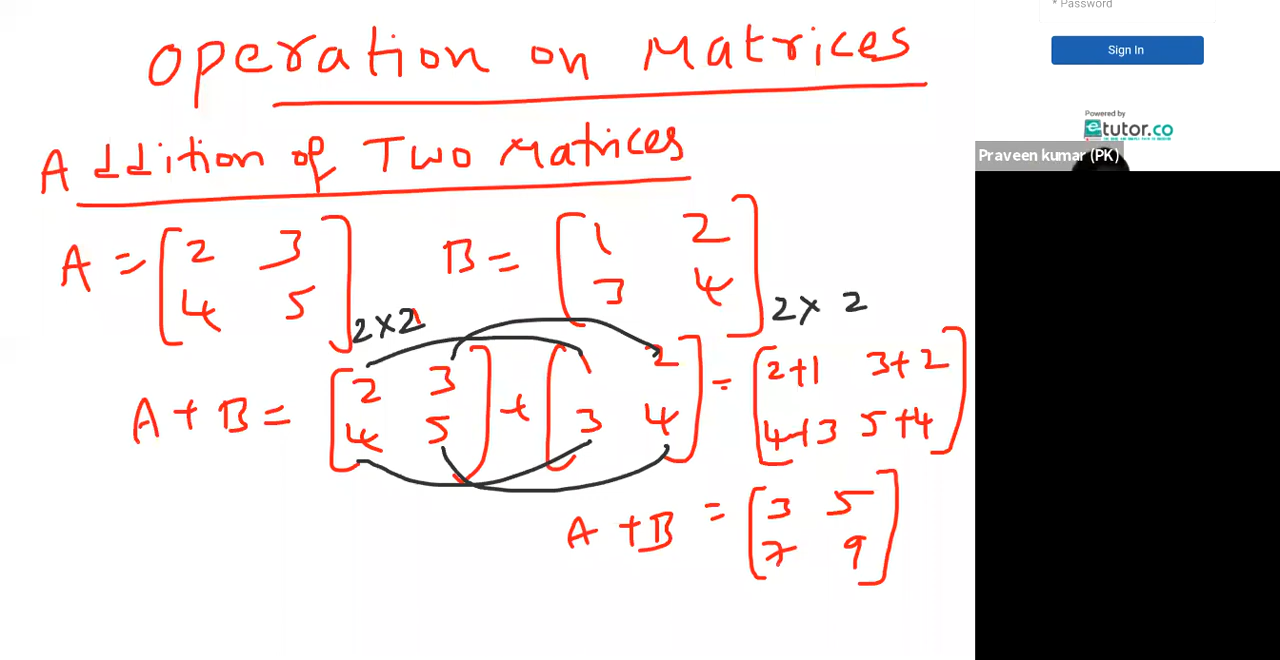 * Password
Sign In
Powered by
etutor.co
Praveen kumar (PK)
Operation on Matrices
Addition of Two Matrices
A = [2 3
4 5] 2×2
B = [1 2
3 4] 2× 2
A + B = [2 3
4 5] + [1 2
3 4] = [2+1 3+2
4+3 5+4]
A +B = [3 5
7 9]